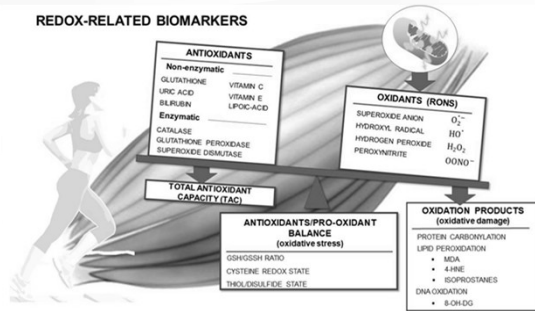 REDOX-RELATED BIOMARKERS
ANTIOXIDANTS
Non-enzymatic
GLUTATHIONE
URIC ACID
BILIRUBIN
VITAMIN C
VITAMIN E
LIPOIC-ACID
Enzymatic
CATALASE
GLUTATHIONE PEROXIDASE
SUPEROXIDE DISMUTASE
OXIDANTS (RONS)
SUPEROXIDE ANION O₂˙⁻
HYDROXYL RADICAL HO˙
HYDROGEN PEROXIDE H₂O₂
PEROXYNITRITE OONO⁻
TOTAL ANTIOXIDANT
CAPACITY (TAC)
ANTIOXIDANTS/PRO-OXIDANT
BALANCE
(oxidative stress)
GSH/GSSH RATIO
CYSTEINE REDOX STATE
THIOL/DISULFIDE STATE
OXIDATION PRODUCTS
(oxidative damage)
PROTEIN CARBONYLATION
LIPID PEROXIDATION
• MDA
• 4-HNE
• ISOPROSTANES
DNA OXIDATION
• 8-OH-DG